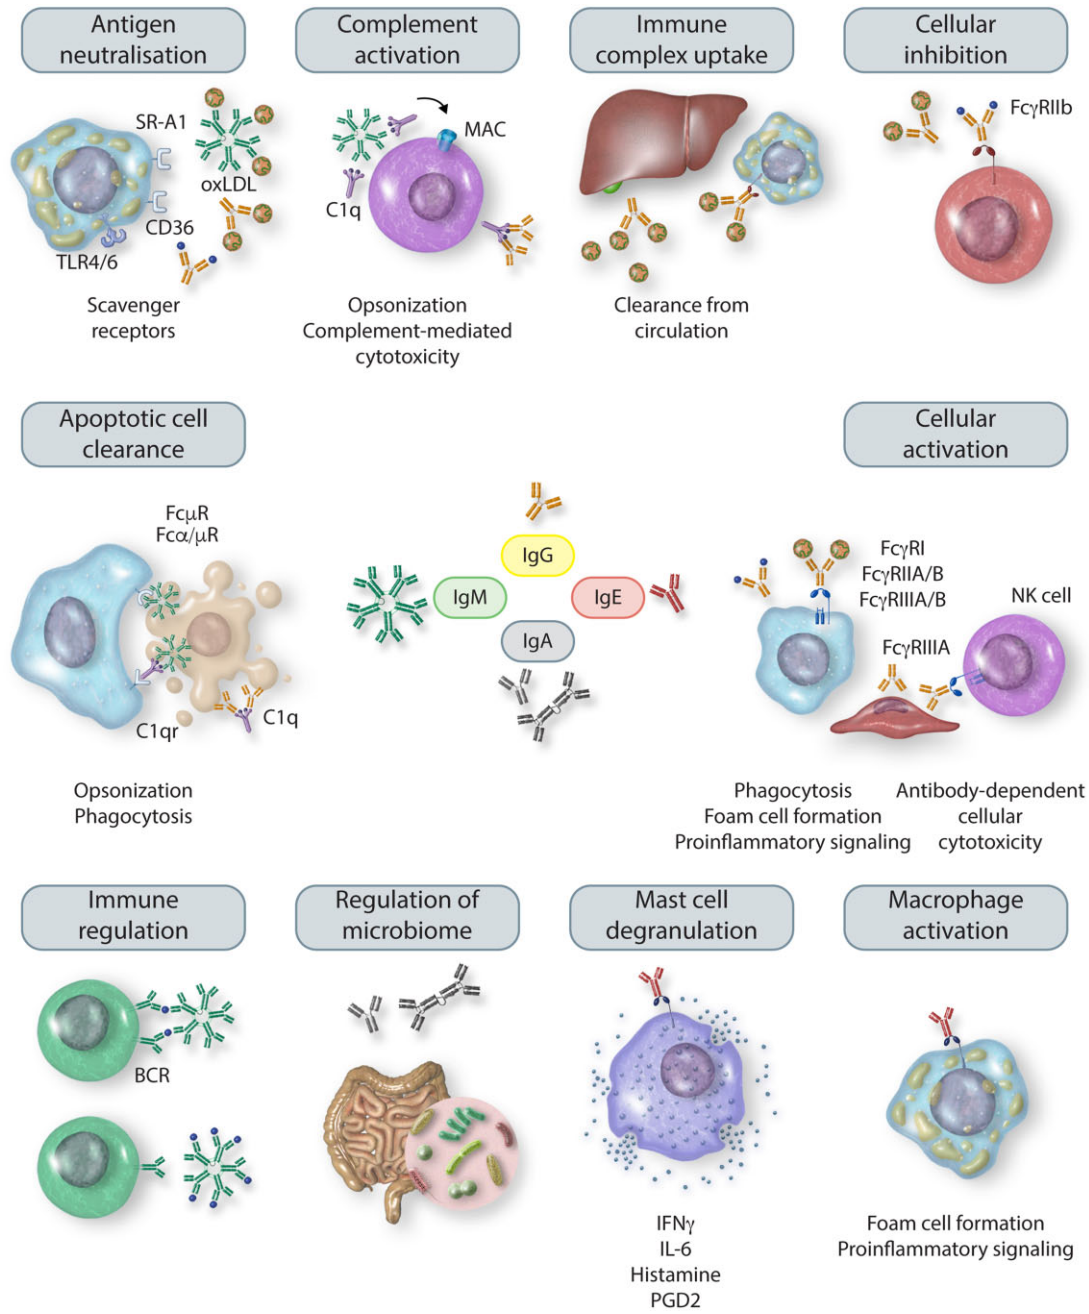 Antigen
neutralisation
Complement
activation
Immune
complex uptake
Cellular
inhibition
SR-A1
oxLDL
CD36
TLR4/6
Scavenger
receptors
MAC
C1q
Opsonization
Complement-mediated
cytotoxicity
Clearance from
circulation
FcγRIIb
Apoptotic cell
clearance
Cellular
activation
FcμR
Fcα/μR
C1qr
C1q
Opsonization
Phagocytosis
IgG
IgM
IgE
IgA
FcγRI
FcγRIIA/B
FcγRIIIA/B
NK cell
FcγRIIIA
Phagocytosis
Foam cell formation
Proinflammatory signaling
Antibody-dependent
cellular
cytotoxicity
Immune
regulation
Regulation of
microbiome
Mast cell
degranulation
Macrophage
activation
BCR
IFNγ
IL-6
Histamine
PGD2
Foam cell formation
Proinflammatory signaling